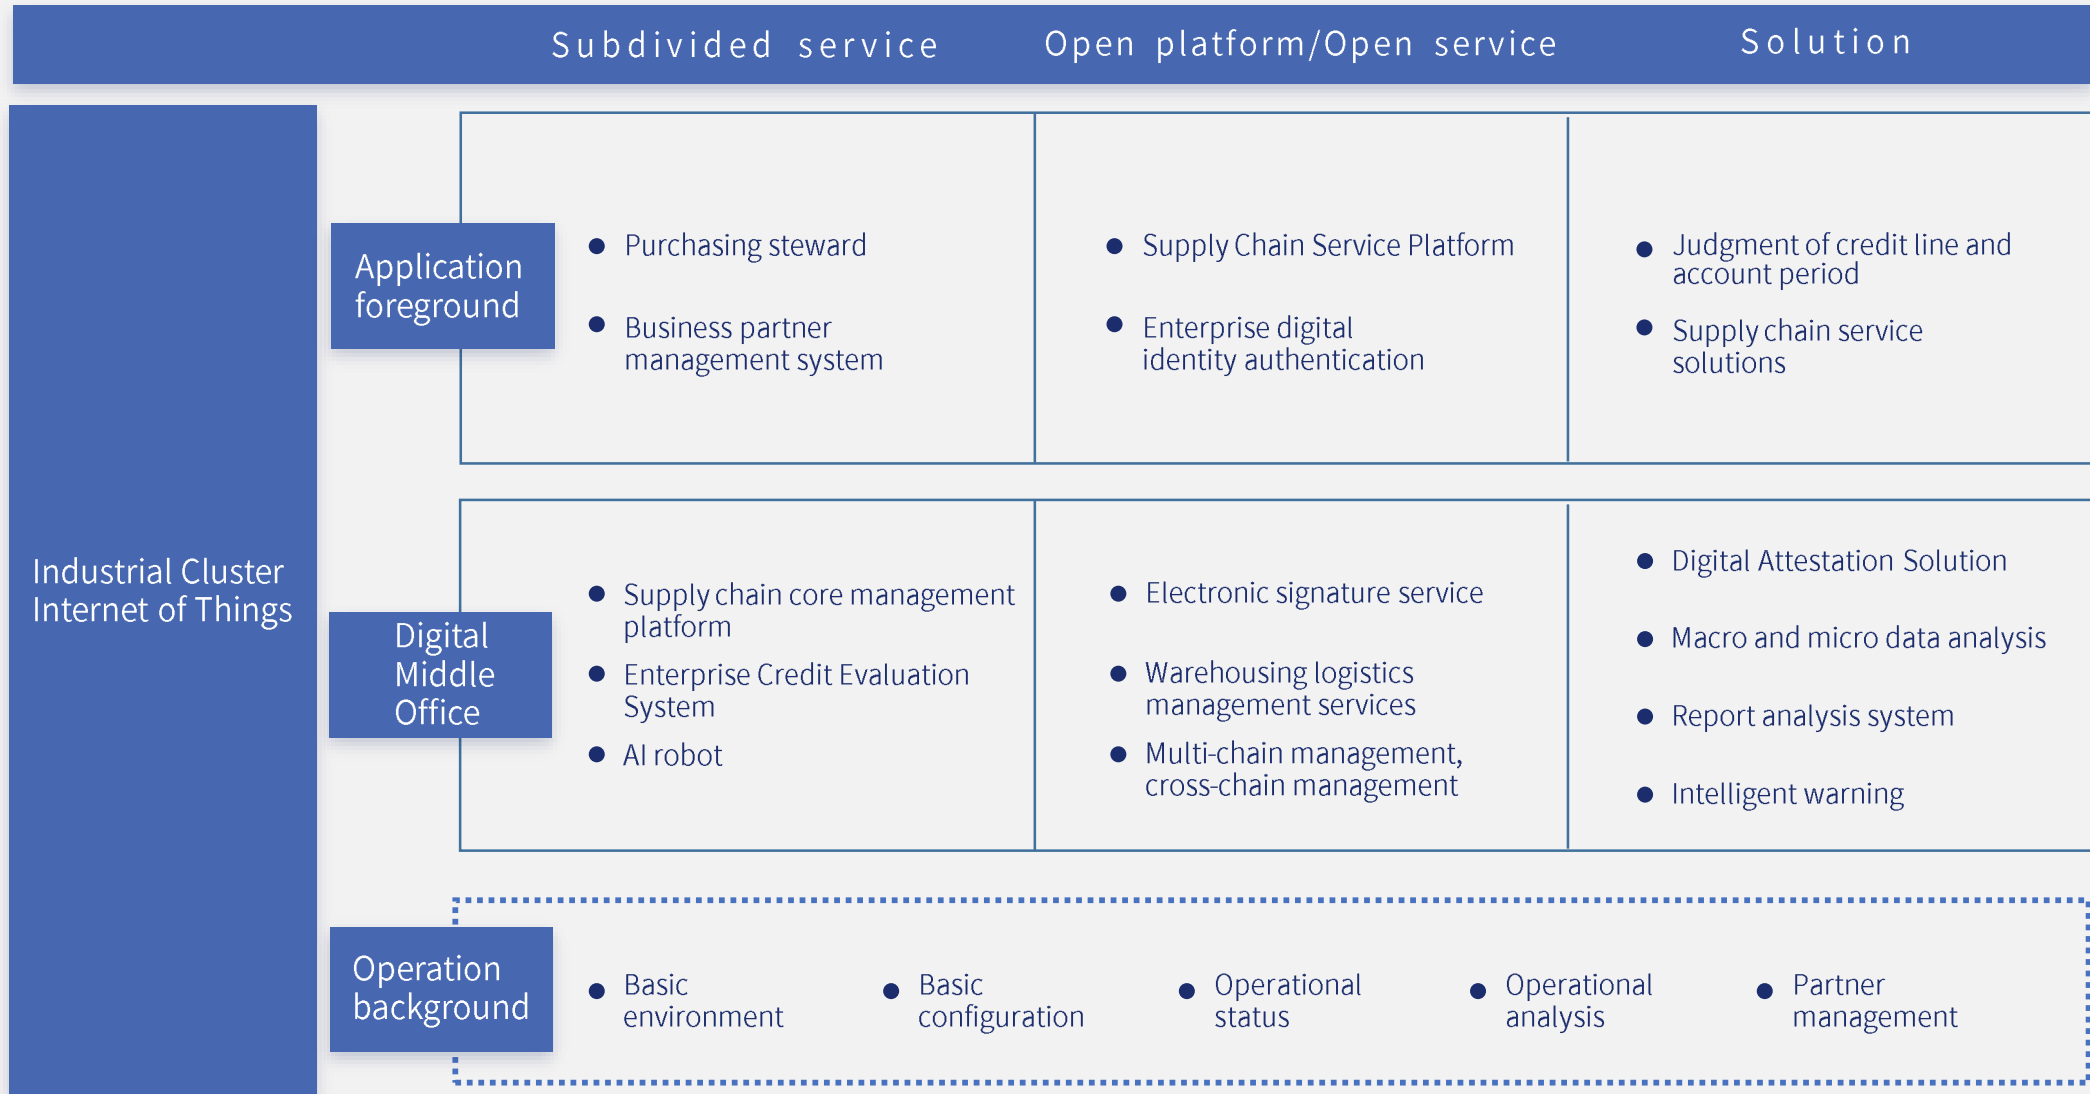 Subdivided service
Open platform/Open service
Solution
Industrial Cluster
Internet of Things
Application
foreground
Purchasing steward
Business partner
management system
Supply Chain Service Platform
Enterprise digital
identity authentication
Judgment of credit line and
account period
Supply chain service
solutions
Digital
Middle
Office
Supply chain core management
platform
Enterprise Credit Evaluation
System
AI robot
Electronic signature service
Warehousing logistics
management services
Multi-chain management,
cross-chain management
Digital Attestation Solution
Macro and micro data analysis
Report analysis system
Intelligent warning
Operation
background
Basic
environment
Basic
configuration
Operational
status
Operational
analysis
Partner
management